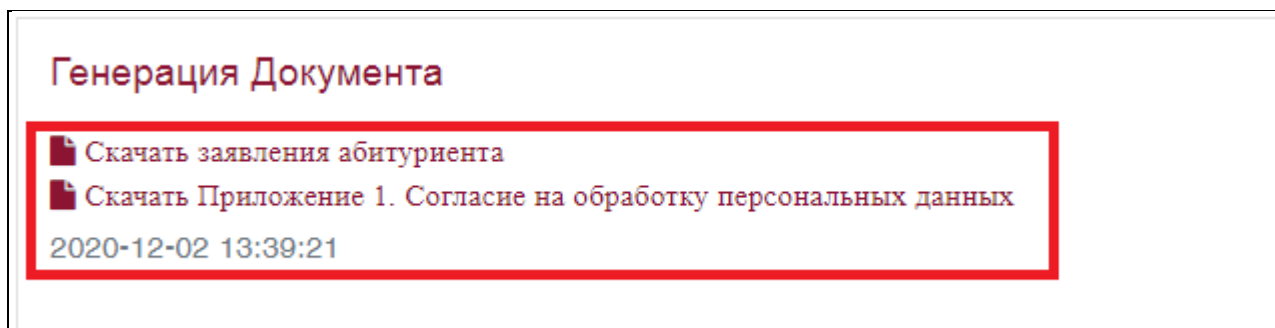 Генерация Документа
Скачать заявления абитуриента
Скачать Приложение 1. Согласие на обработку персональных данных
2020-12-02 13:39:21